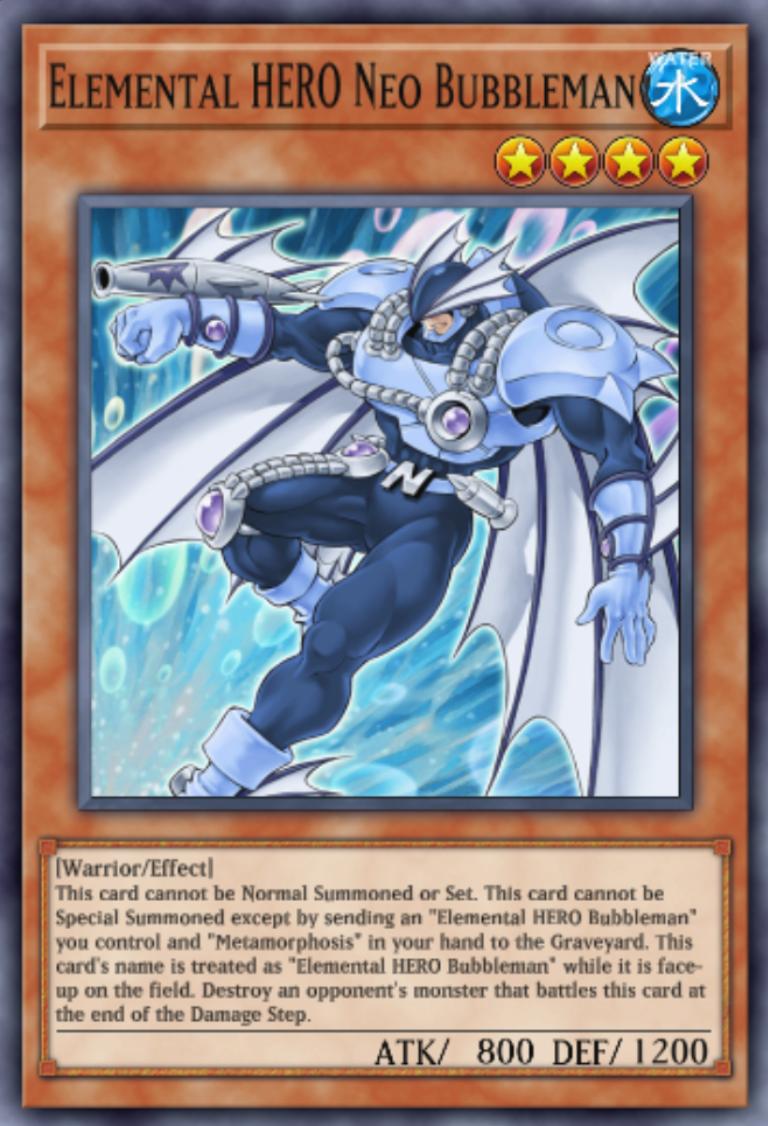 ELEMENTAL HERO NEO BUBBLEMAN
WATER
水
N
[Warrior/Effect]
This card cannot be Normal Summoned or Set. This card cannot be
Special Summoned except by sending an "Elemental HERO Bubbleman"
you control and "Metamorphosis" in your hand to the Graveyard. This
card's name is treated as "Elemental HERO Bubbleman" while it is face-
up on the field. Destroy an opponent's monster that battles this card at
the end of the Damage Step.
ATK/ 800 DEF/ 1200